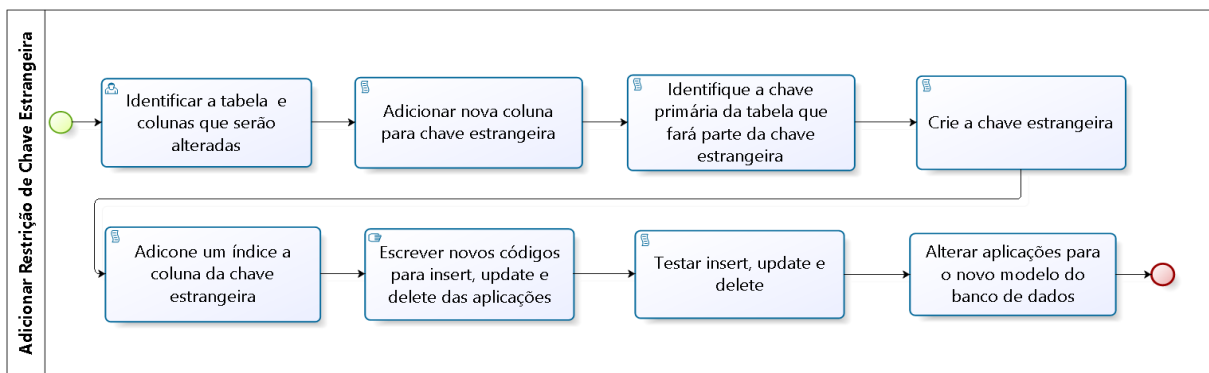 Adicionar Restrição de Chave Estrangeira
Identificar a tabela e
colunas que serão
alteradas
Adicionar nova coluna
para chave estrangeira
Identifique a chave
primária da tabela que
fará parte da chave
estrangeira
Crie a chave estrangeira
Adicone um índice a
coluna da chave
estrangeira
Escrever novos códigos
para insert, update e
delete das aplicações
Testar insert, update e
delete
Alterar aplicações para
o novo modelo do
banco de dados